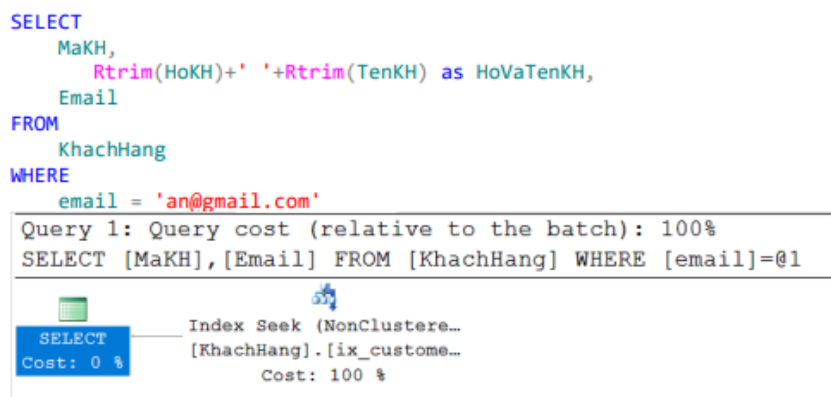 SELECT
MaKH,
Rtrim(HoKH)+' '+Rtrim(TenKH) as HoVaTenKH,
Email
FROM
KhachHang
WHERE
email = 'an@gmail.com'
Query 1: Query cost (relative to the batch): 100%
SELECT [MaKH],[Email] FROM [KhachHang] WHERE [email]=@1
SELECT
Cost: 0 %
Index Seek (NonClustere…
[KhachHang].[ix_custome…
Cost: 100 %